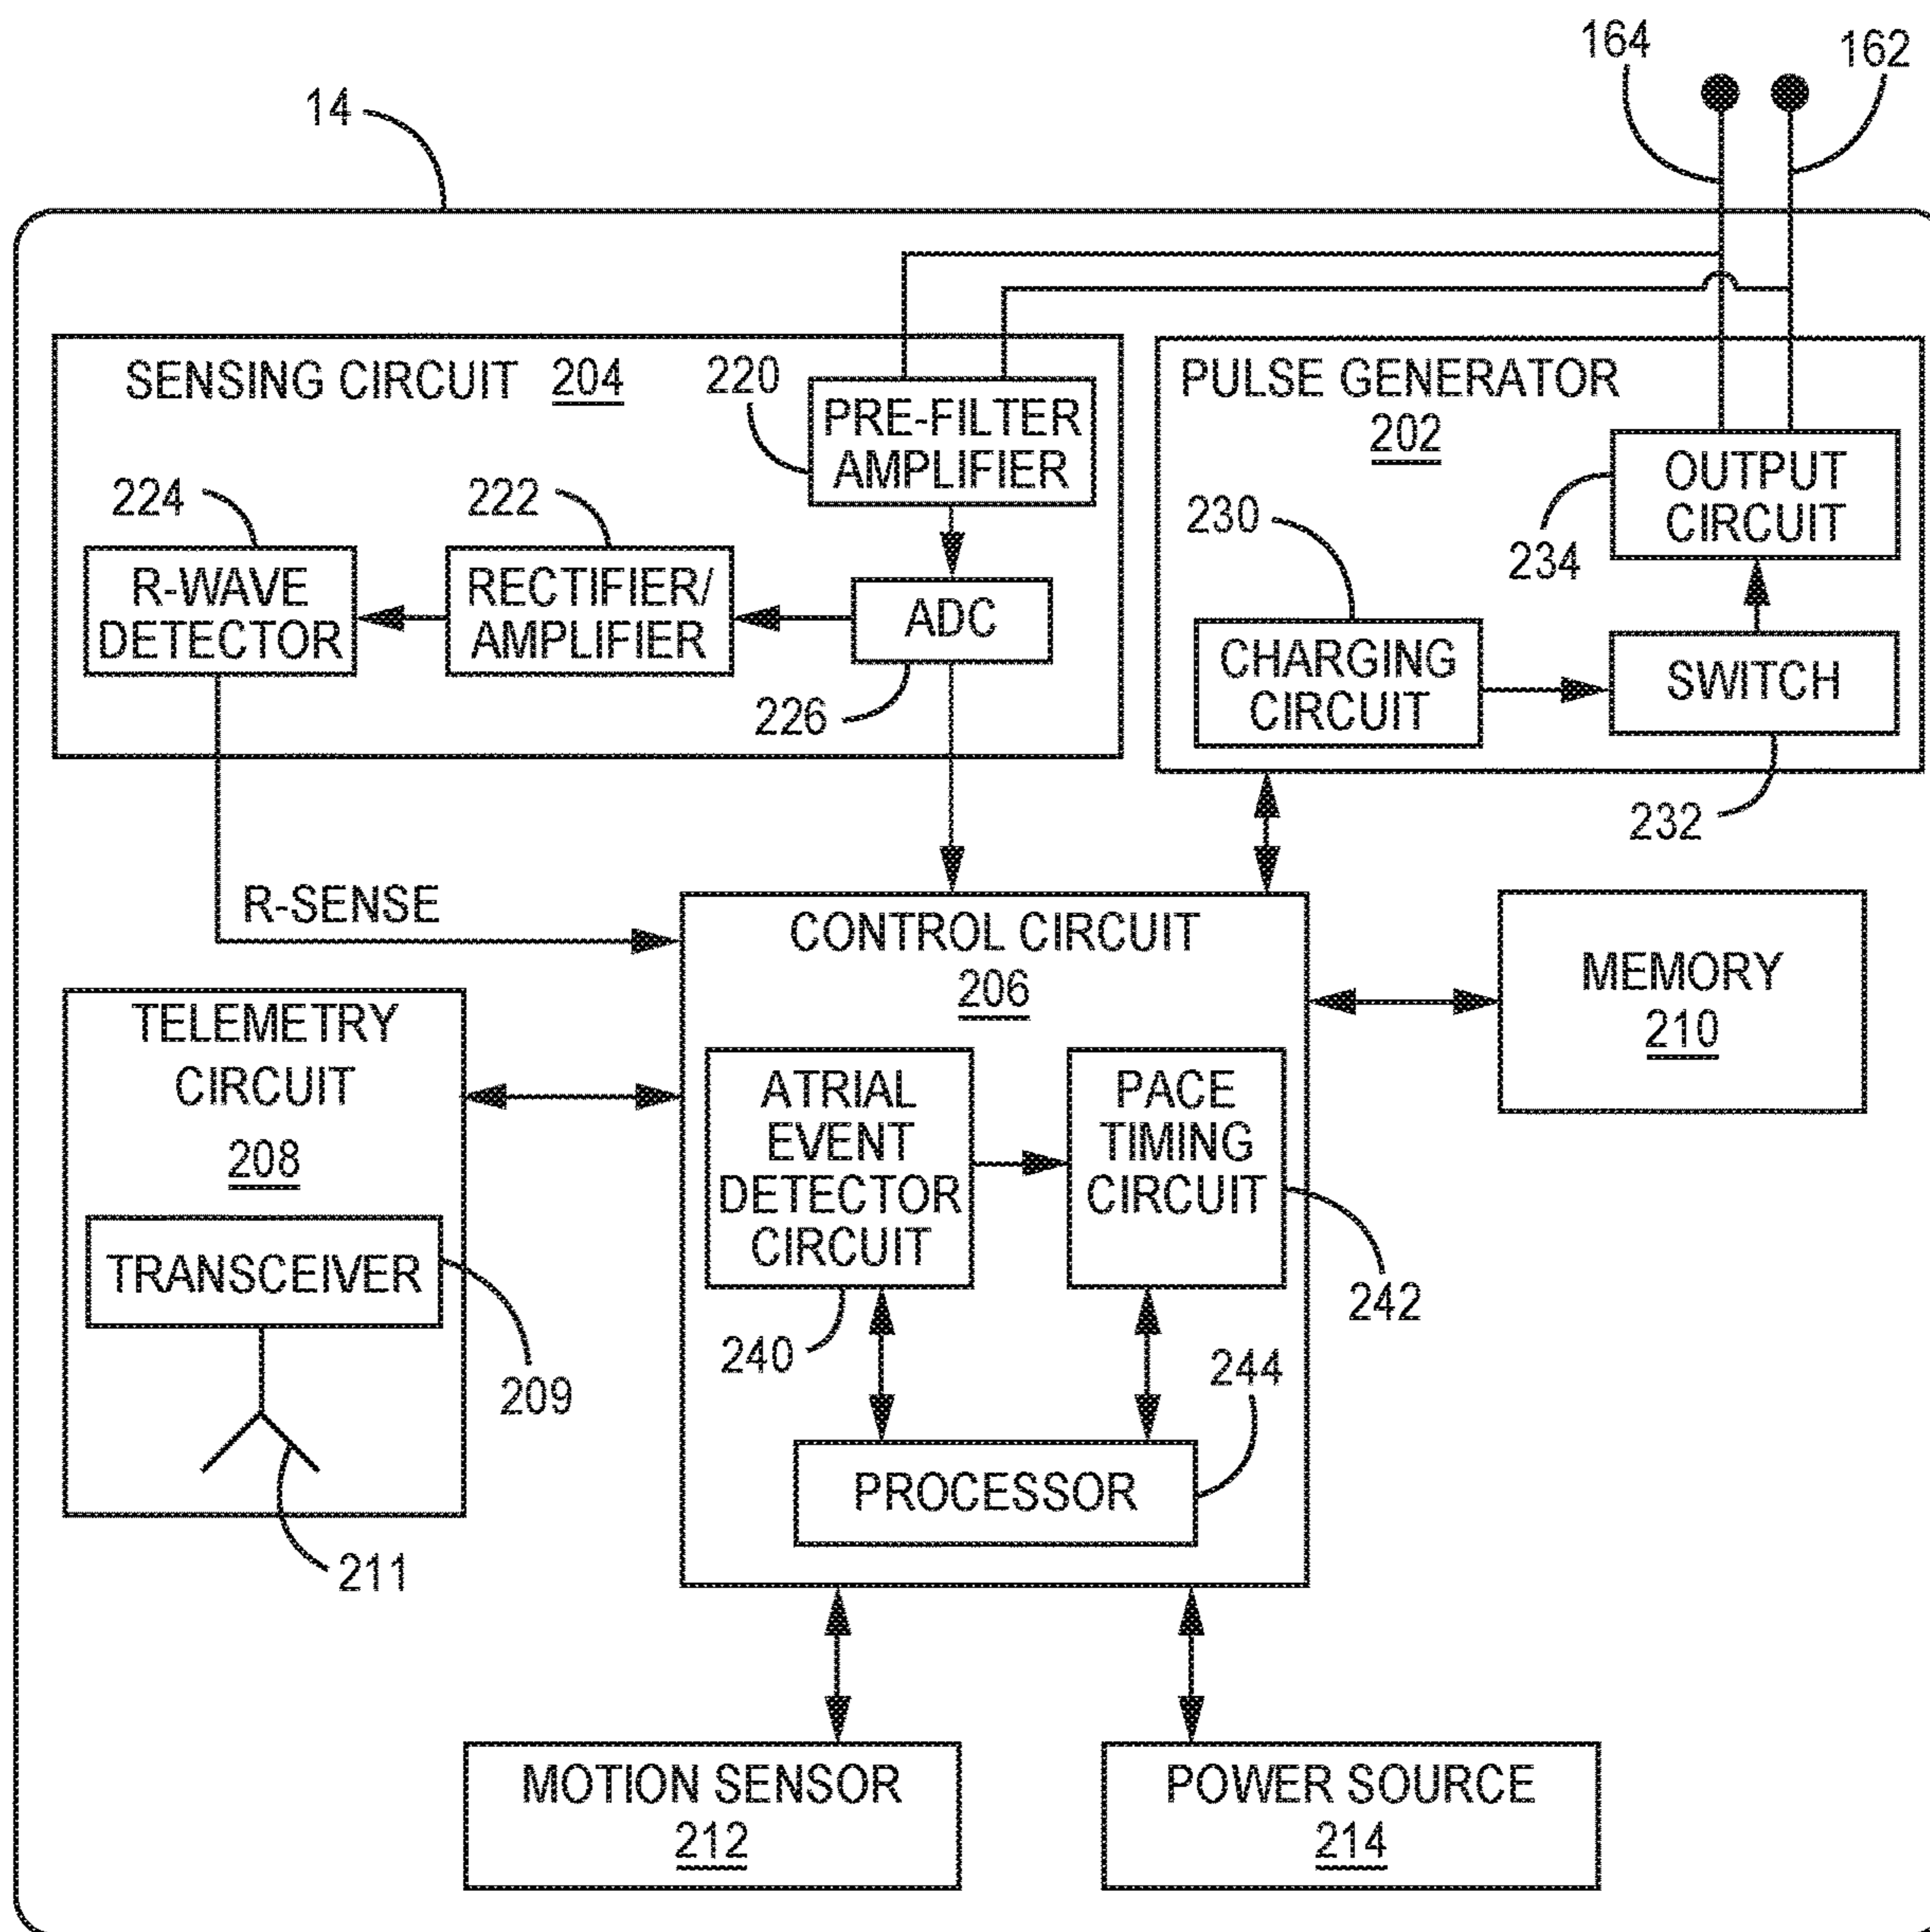 164
162
14
SENSING CIRCUIT 204
220
PRE-FILTER
AMPLIFIER
224
222
R-WAVE
DETECTOR
RECTIFIER/
AMPLIFIER
ADC
226
PULSE GENERATOR
202
OUTPUT
CIRCUIT
230
234
CHARGING
CIRCUIT
SWITCH
232
R-SENSE
CONTROL CIRCUIT
206
MEMORY
210
TELEMETRY
CIRCUIT
208
TRANSCEIVER
209
211
ATRIAL
EVENT
DETECTOR
CIRCUIT
PACE
TIMING
CIRCUIT
240
242
244
PROCESSOR
MOTION SENSOR
212
POWER SOURCE
214